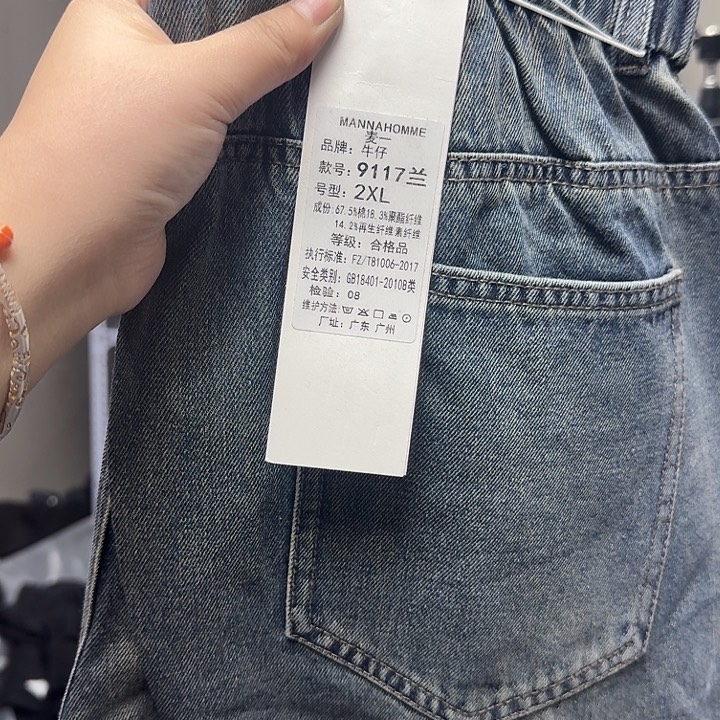 MANNAHOMME
麦一
品牌：牛仔
款号：9117兰
号型：2XL
成份：67.5%棉18.3%聚酯纤维
14.2%再生纤维素纤维
等级：合格品
执行标准：FZ/T81006-2017
安全类别：GB18401-2010B类
检验：08
维护方法：
厂址：广东 广州